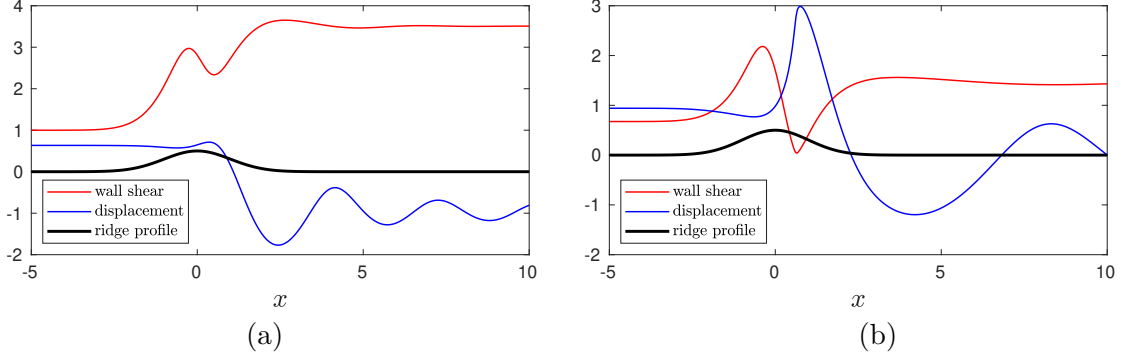 4
3
2
1
0
-1
-2
wall shear
displacement
ridge profile
-5 0 5 10
x
(a)
3
2
1
0
-1
-2
wall shear
displacement
ridge profile
-5 0 5 10
x
(b)